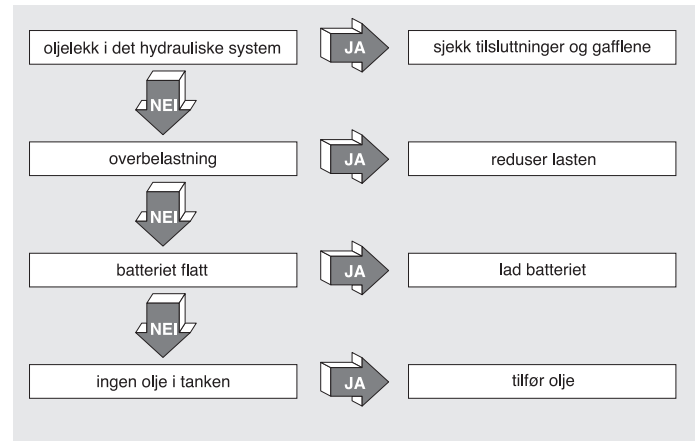 oljelekk i det hydrauliske system
JA
sjekk tilsluttninger og gafflene
NEI
overbelastning
JA
reduser lasten
NEI
batteriet flatt
JA
lad batteriet
NEI
ingen olje i tanken
JA
tilfør olje